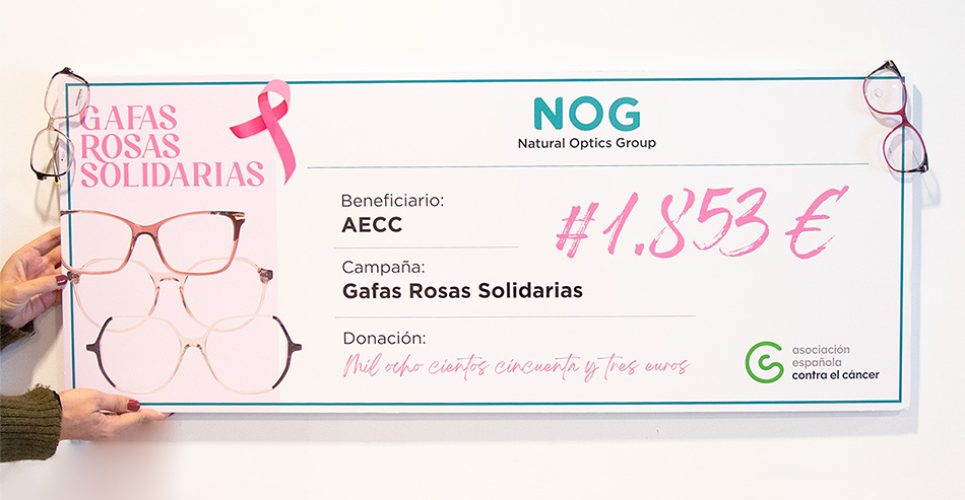 GAFAS
ROSAS
SOLIDARIAS
NOG
Natural Optics Group
Beneficiario:
AECC
#1.853 €
Campaña:
Gafas Rosas Solidarias
Donación:
Mil ocho cientos cincuenta y tres euros
asociación
española
contra el cáncer